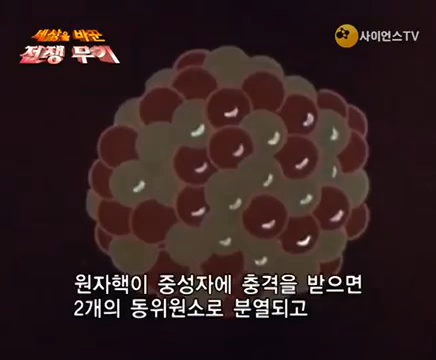 세상을 바꾼
전쟁 무기
사이언스TV
원자핵이 중성자에 충격을 받으면
2개의 동위원소로 분열되고